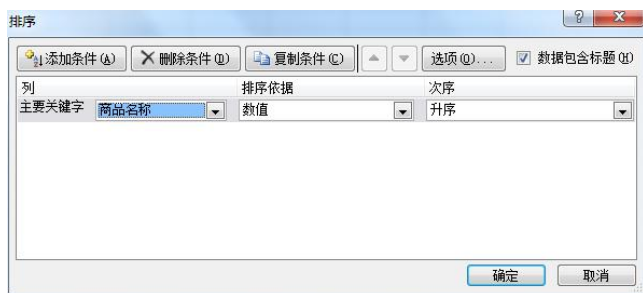 排序
添加条件(A) 删除条件(D) 复制条件(C) 选项(O)... 数据包含标题(H)
列 排序依据 次序
主要关键字 商品名称 数值 升序
确定 取消